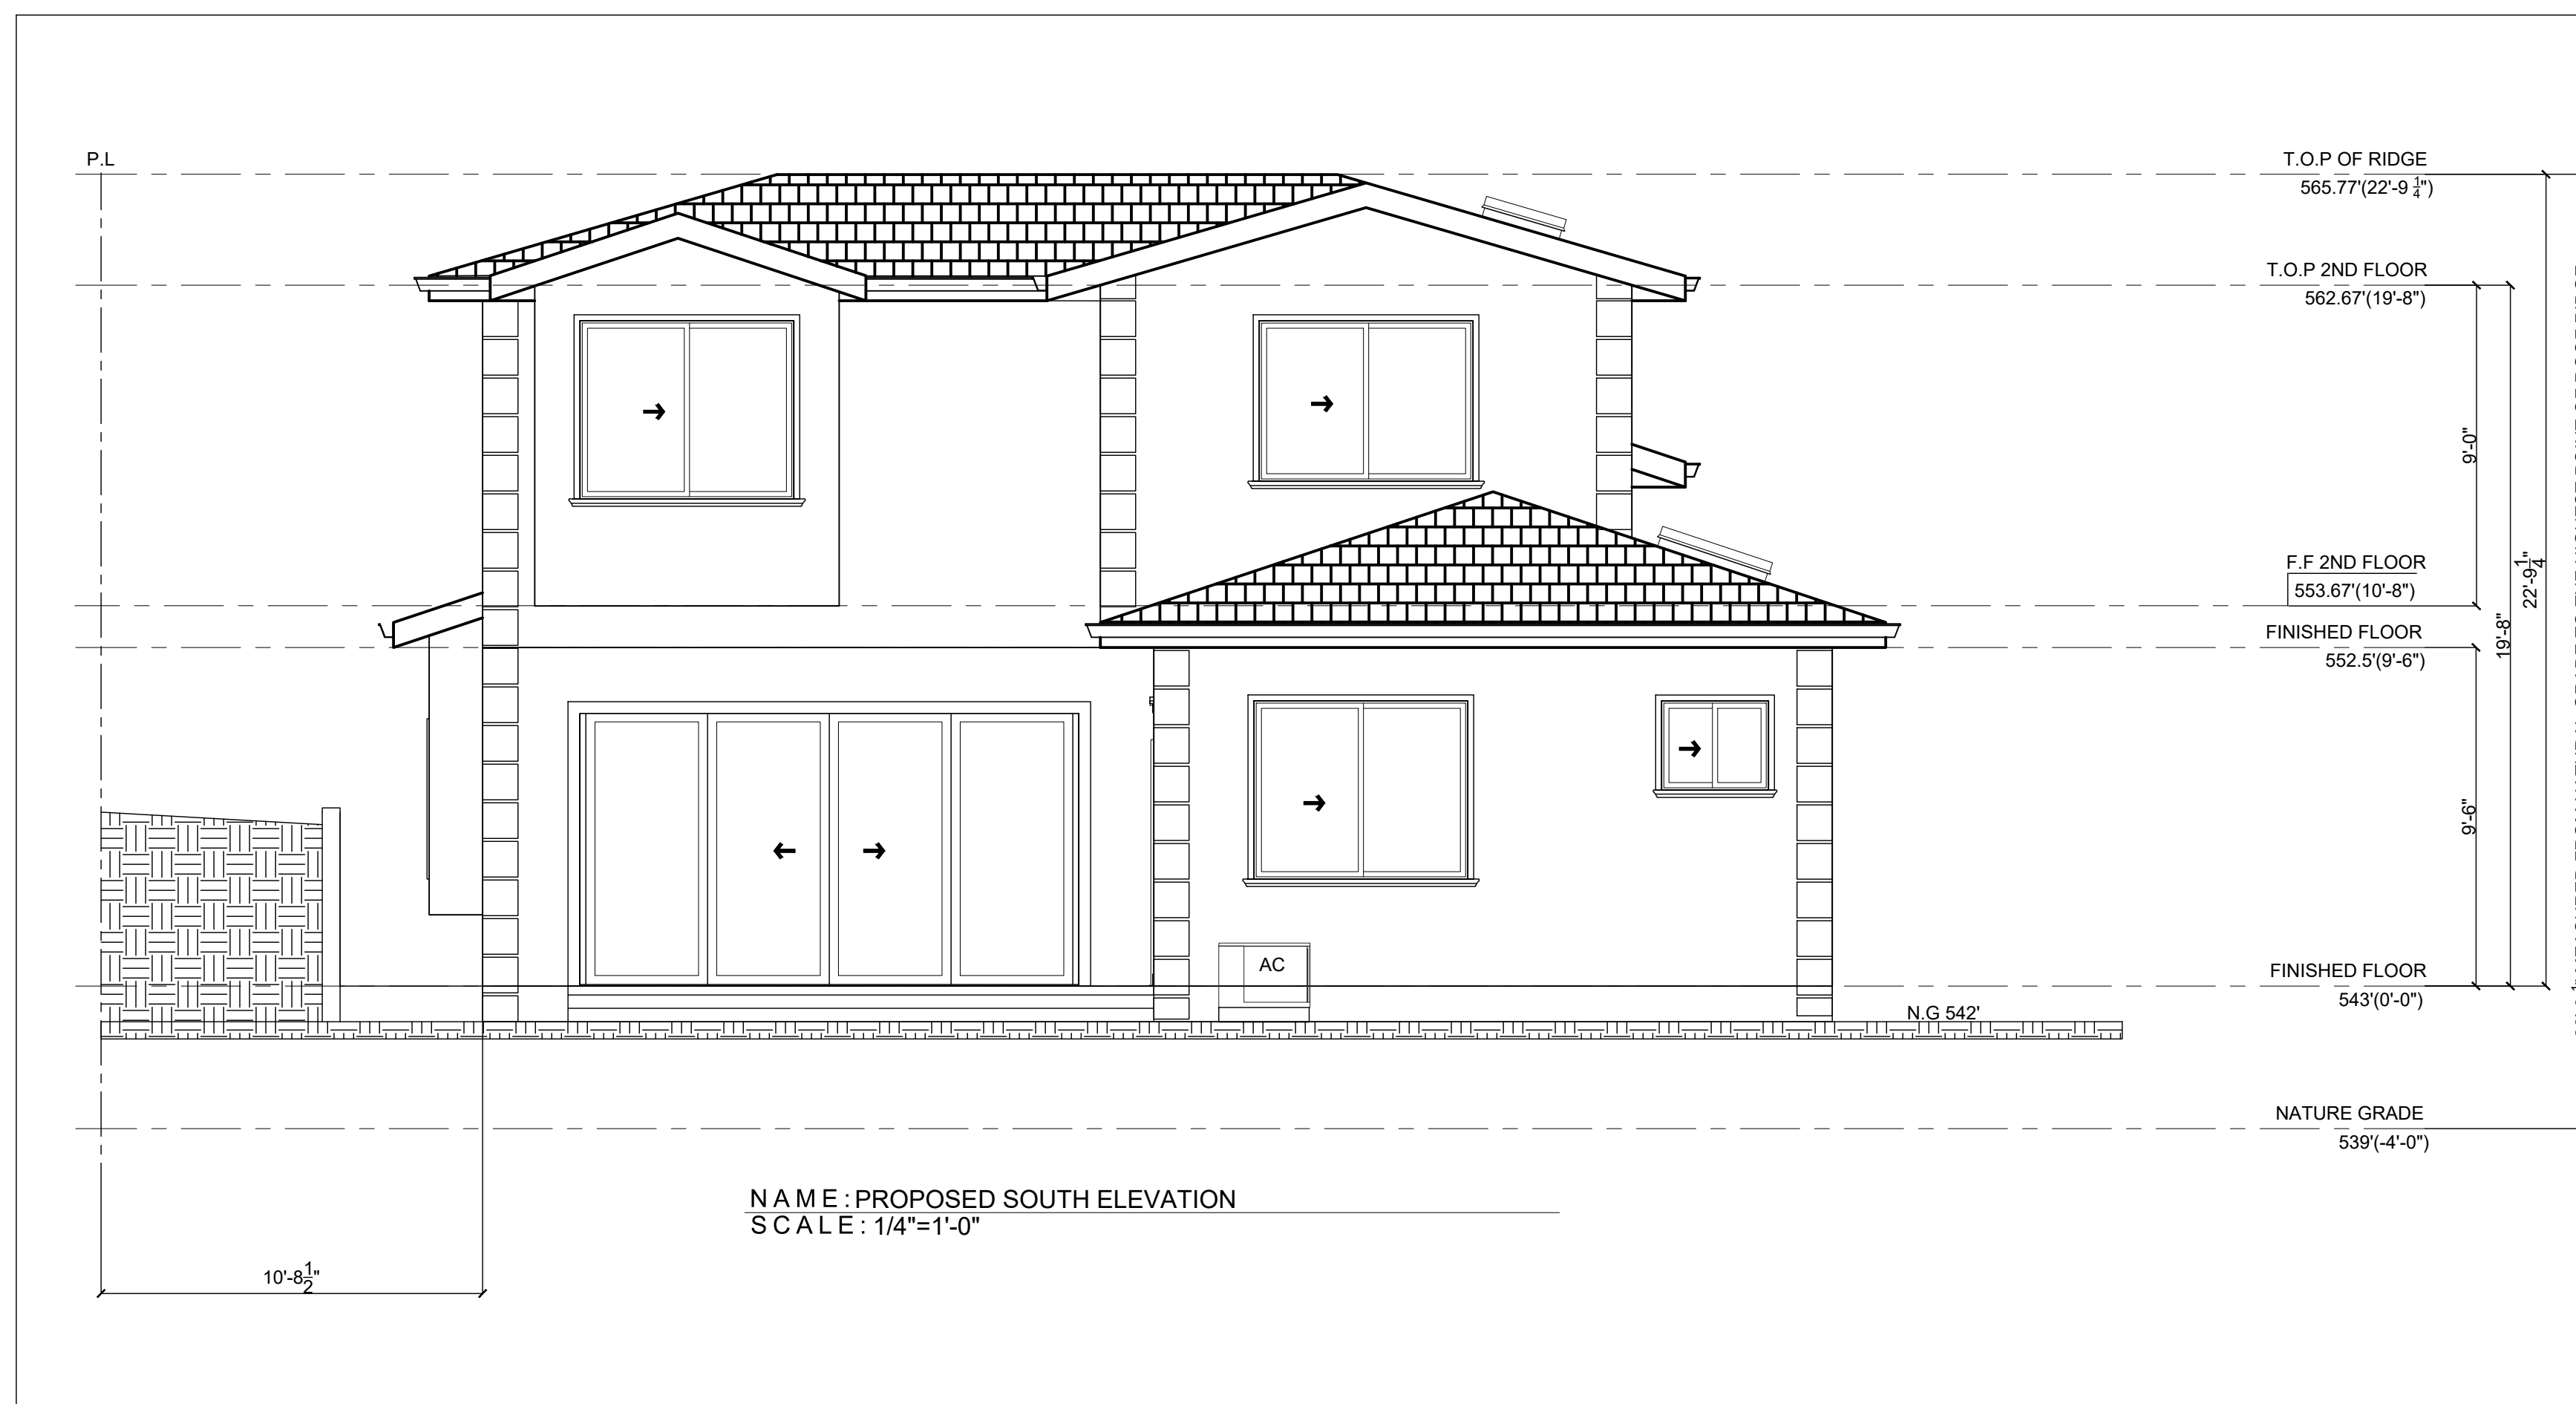 P.L
T.O.P OF RIDGE
565.77'(22'-9 1/4")
T.O.P 2ND FLOOR
562.67'(19'-8")
9'-0"
F.F 2ND FLOOR
553.67'(10'-8")
22'-9 1/4"
19'-8"
FINISHED FLOOR
552.5'(9'-6")
9'-6"
AC
FINISHED FLOOR
543'(0'-0")
N.G 542'
NATURE GRADE
539'(-4'-0")
NAME: PROPOSED SOUTH ELEVATION
SCALE: 1/4"=1'-0"
10'-8 1/2"